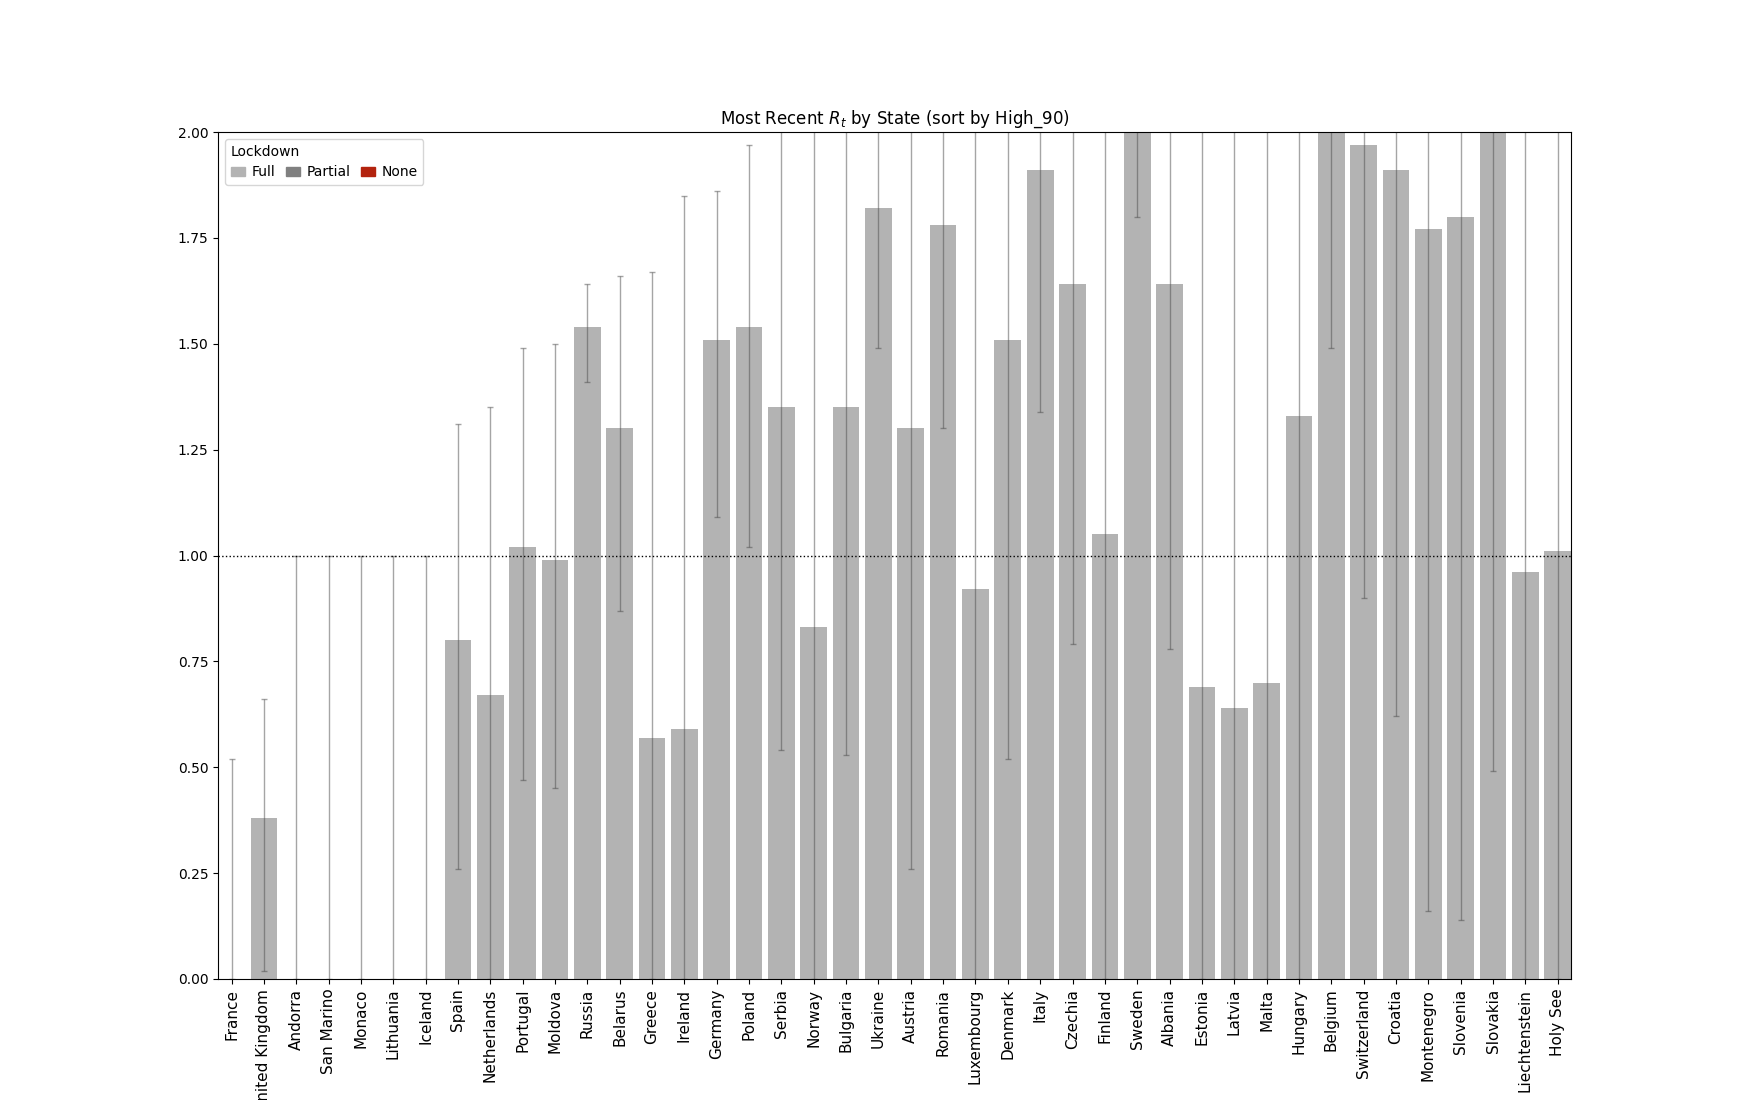 Most Recent R_t by State (sort by High_90)
Lockdown
Full Partial None
2.00
1.75
1.50
1.25
1.00
0.75
0.50
0.25
0.00
France
nited Kingdom
Andorra
San Marino
Monaco
Lithuania
Iceland
Spain
Netherlands
Portugal
Moldova
Russia
Belarus
Greece
Ireland
Germany
Poland
Serbia
Norway
Bulgaria
Ukraine
Austria
Romania
Luxembourg
Denmark
Italy
Czechia
Finland
Sweden
Albania
Estonia
Latvia
Malta
Hungary
Belgium
Switzerland
Croatia
Montenegro
Slovenia
Slovakia
Liechtenstein
Holy See